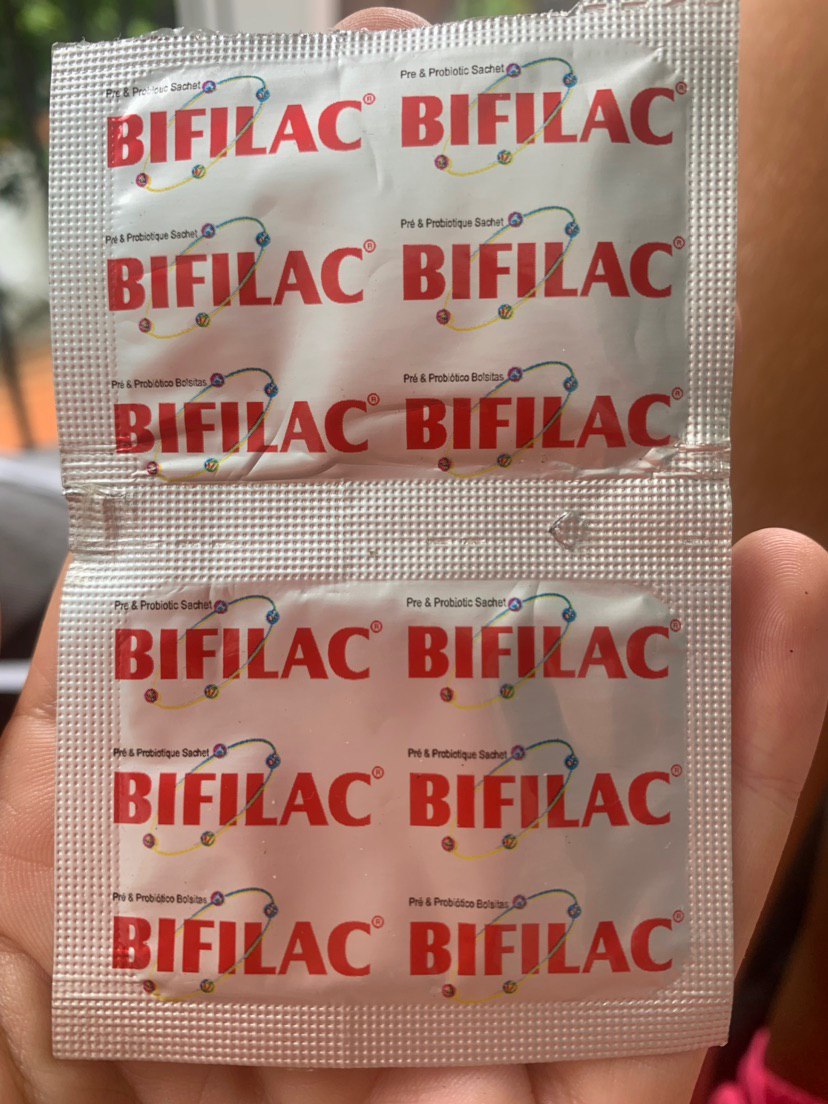 Pre & Probiotic Sachet Pre & Probiotic Sachet
BIFILAC® BIFILAC®
Pré & Probiotique Sachet Pré & Probiotique Sachet
BIFILAC® BIFILAC®
Pré & Probiótico Bolsitas Pré & Probiótico Bolsitas
BIFILAC® BIFILAC®
Pre & Probiotic Sachet Pre & Probiotic Sachet
BIFILAC® BIFILAC®
Pré & Probiotique Sachet Pré & Probiotique Sachet
BIFILAC® BIFILAC®
Pré & Probiótico Bolsitas Pré & Probiótico Bolsitas
BIFILAC® BIFILAC®